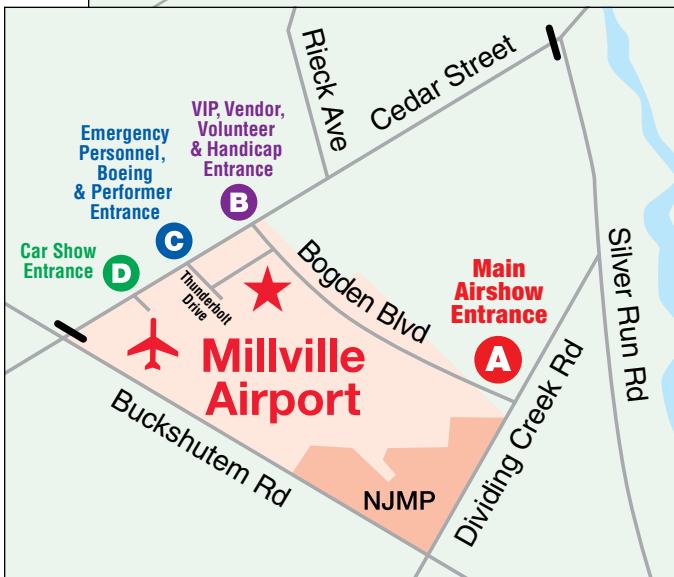 Rieck Ave
Cedar Street
VIP, Vendor,
Volunteer
& Handicap
Entrance
B
Emergency
Personnel,
Boeing
& Performer
Entrance
C
Car Show
Entrance
D
Thunderbolt
Drive
Bogden Blvd
Main
Airshow
Entrance
A
Silver Run Rd
Millville
Airport
Buckshutem Rd
Dividing Creek Rd
NJMP